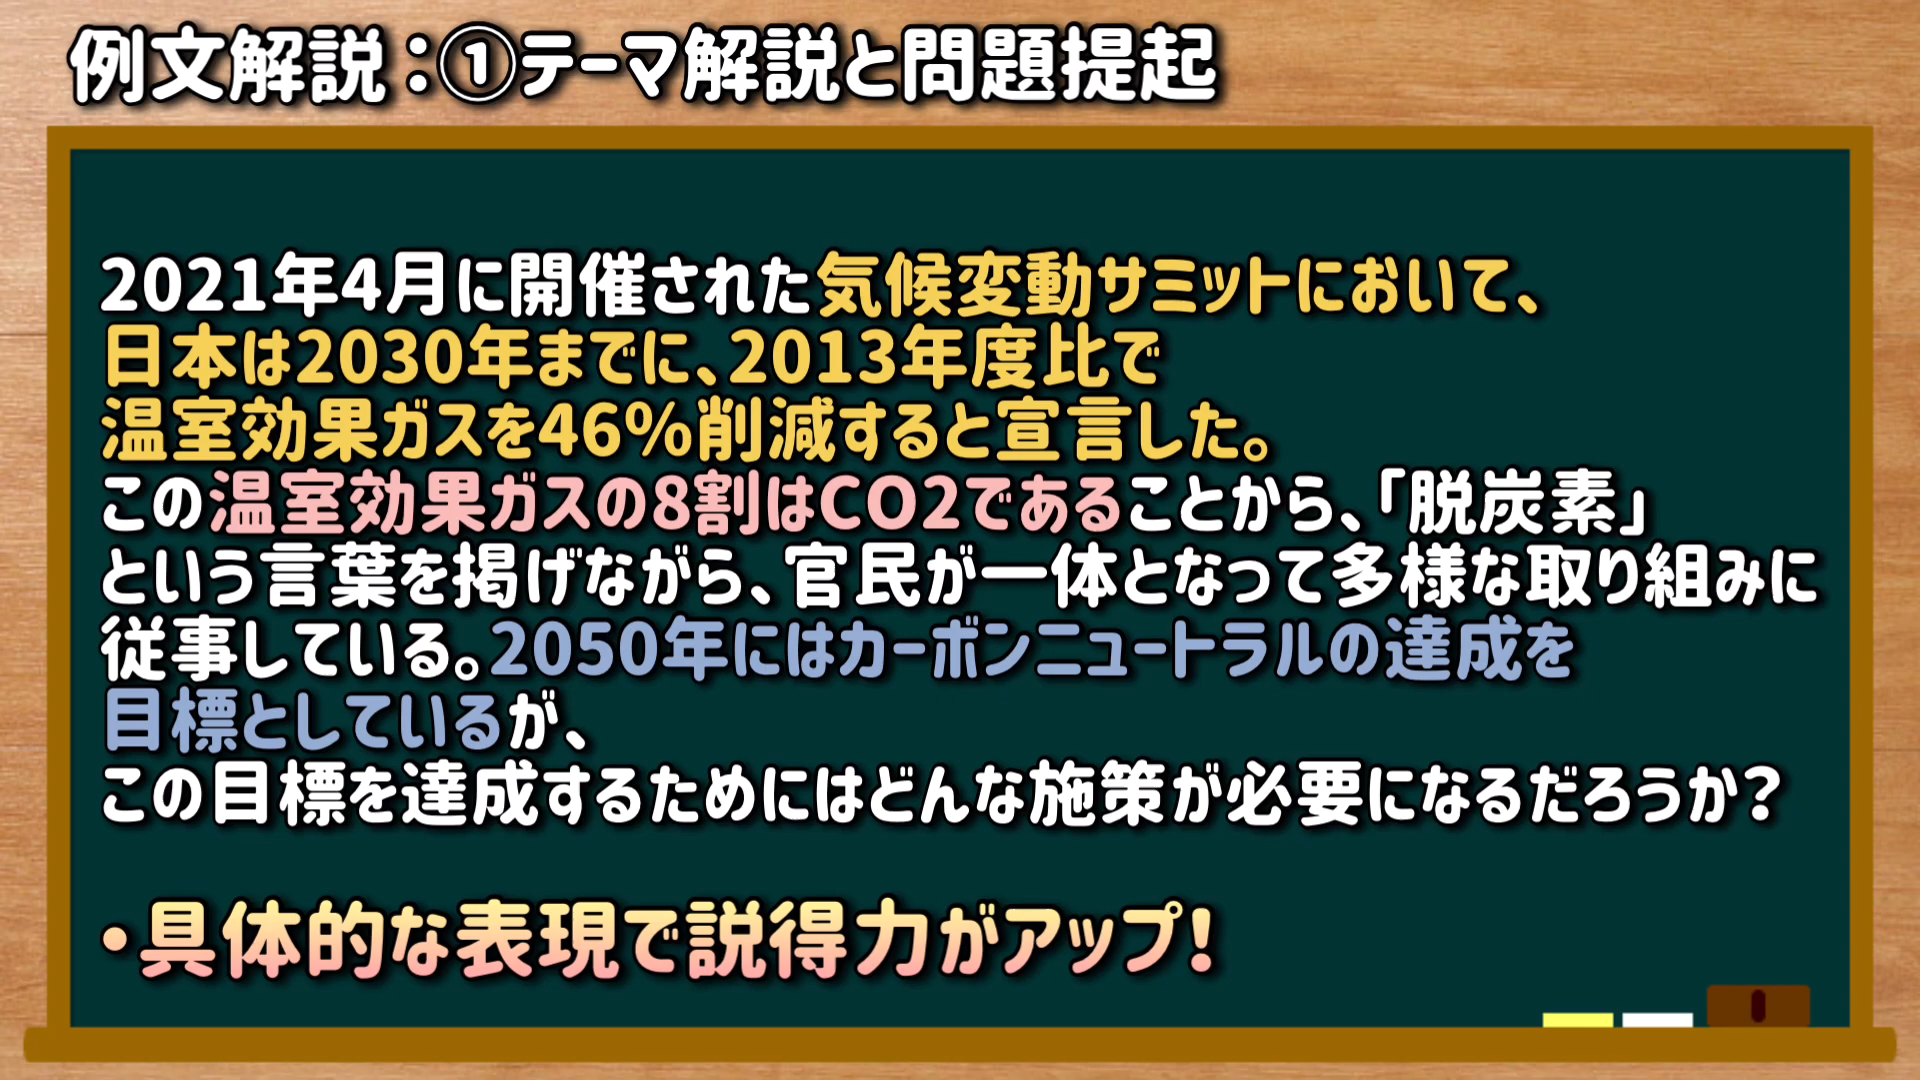 例文解説：①テーマ解説と問題提起
2021年4月に開催された気候変動サミットにおいて、
日本は2030年までに、2013年度比で
温室効果ガスを46%削減すると宣言した。
この温室効果ガスの8割はCO2であることから、「脱炭素」
という言葉を掲げながら、官民が一体となって多様な取り組みに
従事している。2050年にはカーボンニュートラルの達成を
目標としているが、
この目標を達成するためにはどんな施策が必要になるだろうか？
・具体的な表現で説得力がアップ！